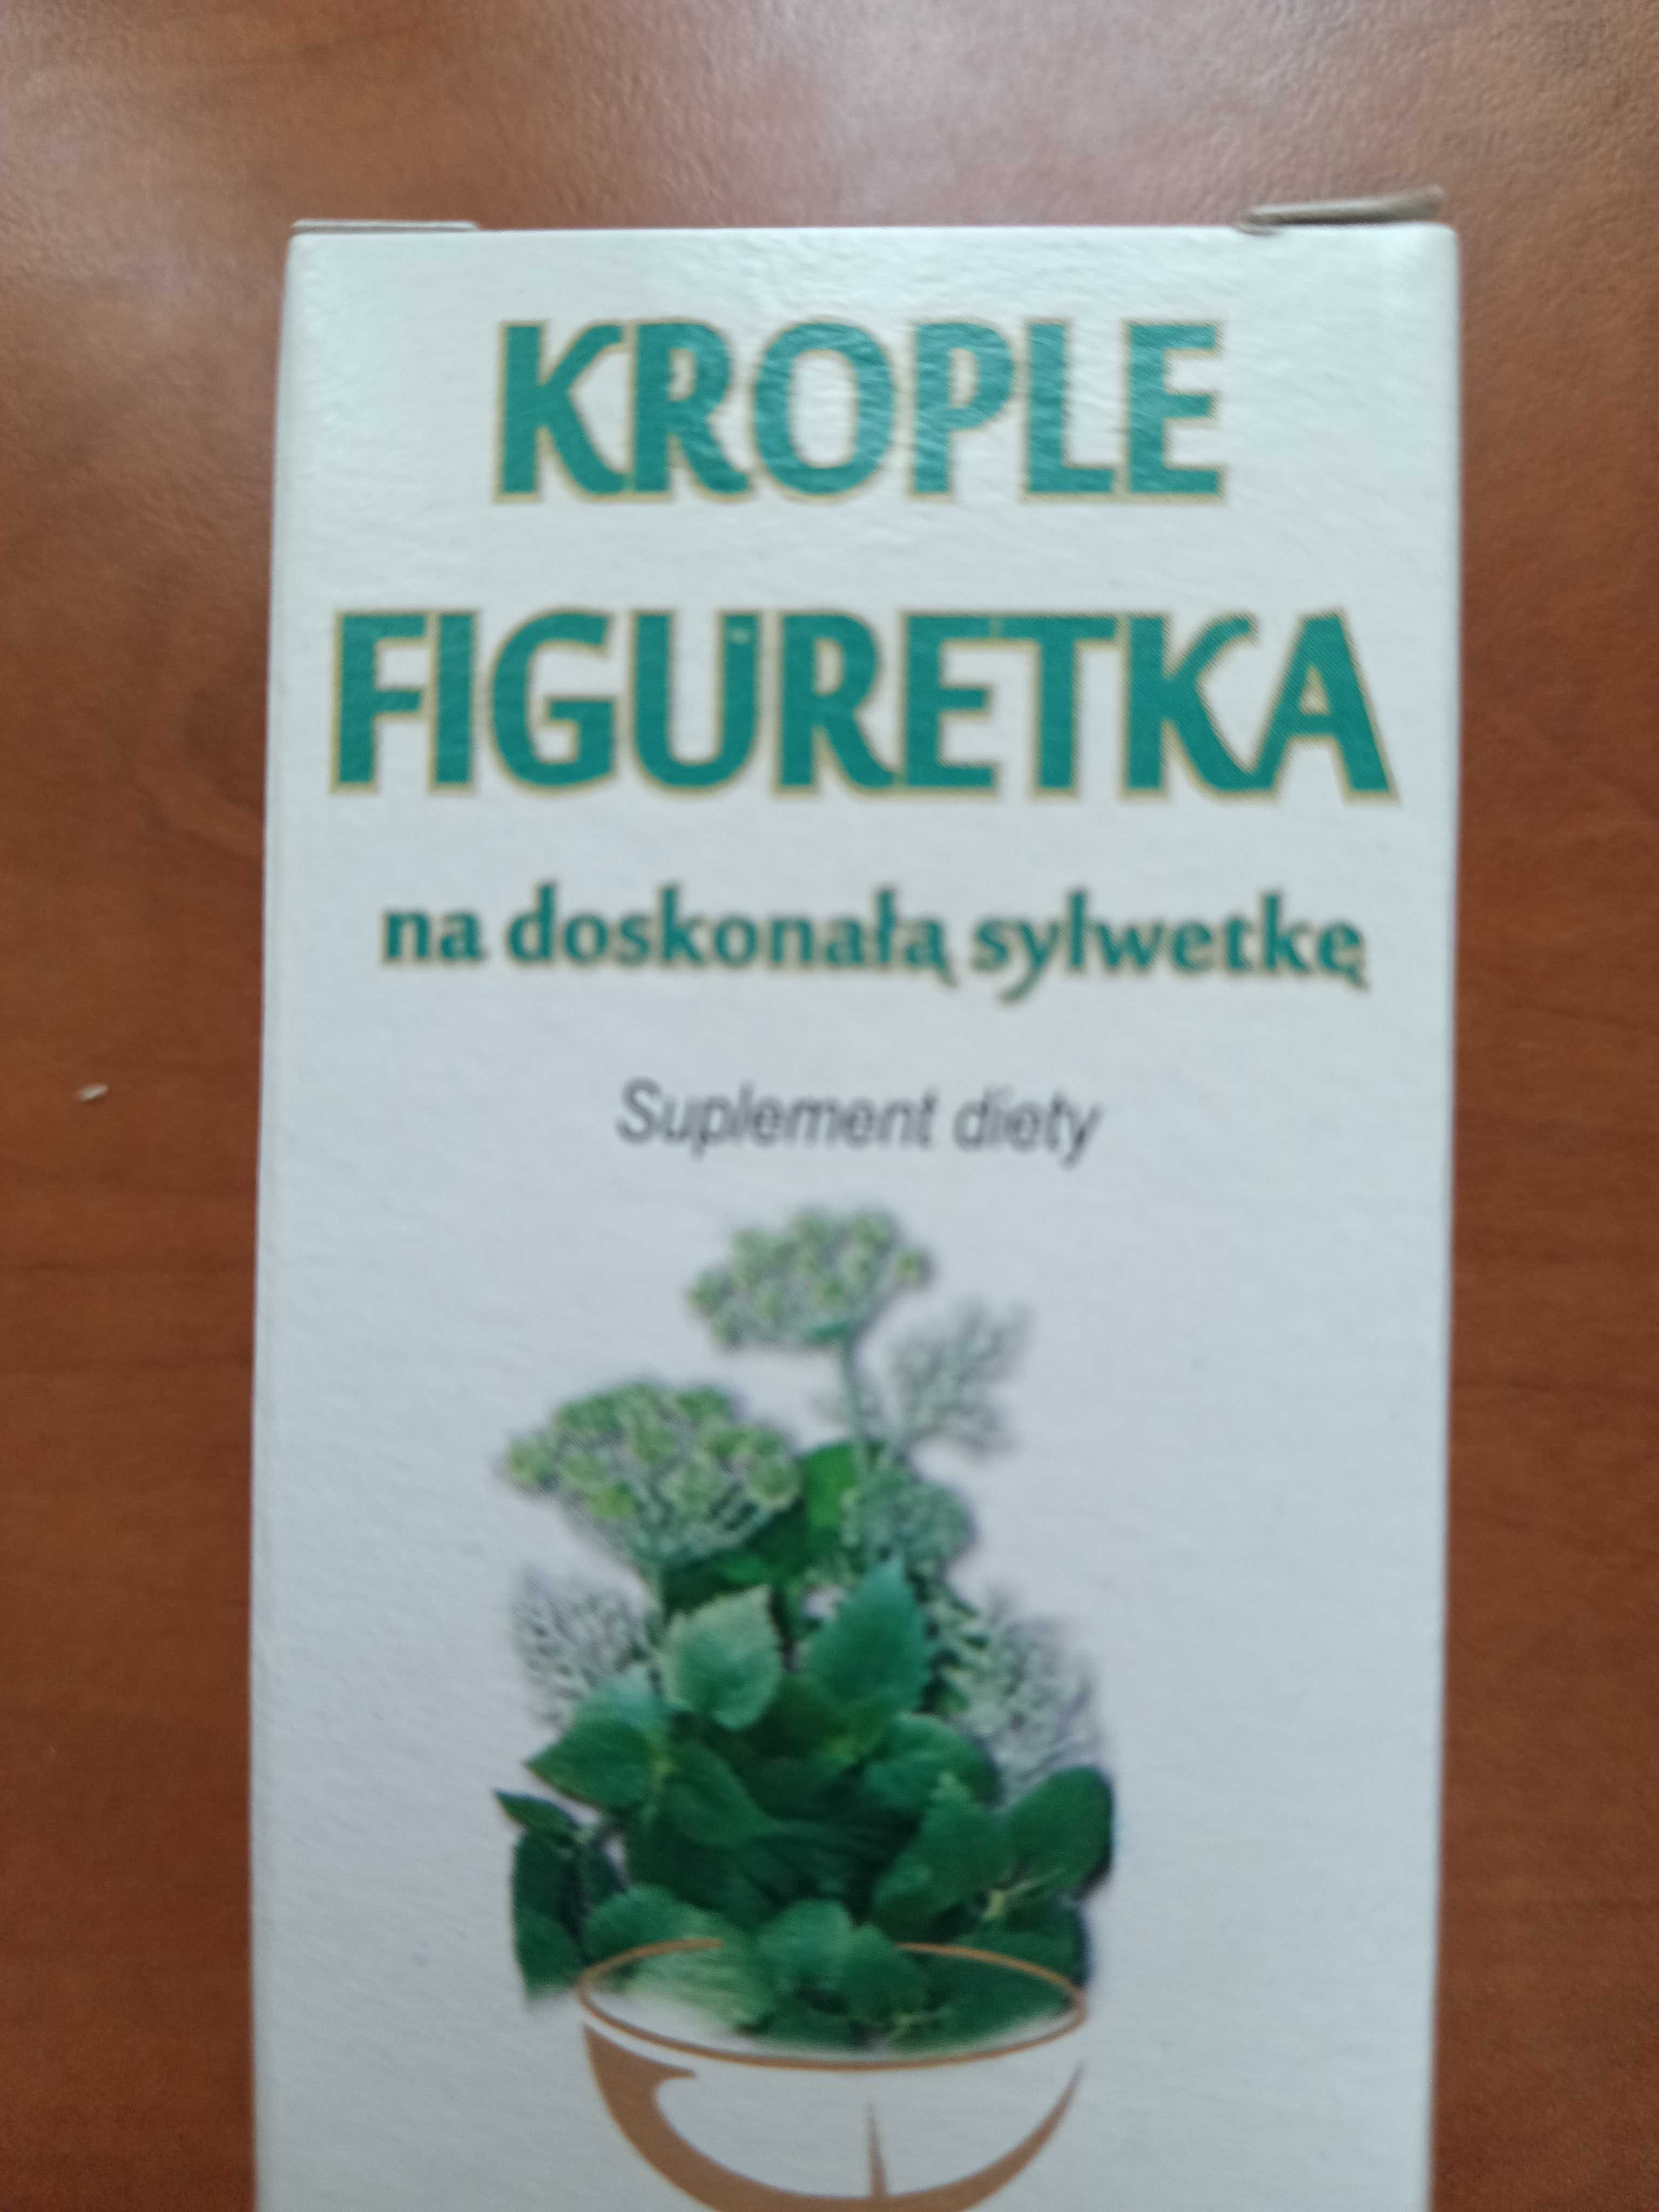 KROPLE
FIGURETKA
na doskonałą sylwetkę
Suplement diety